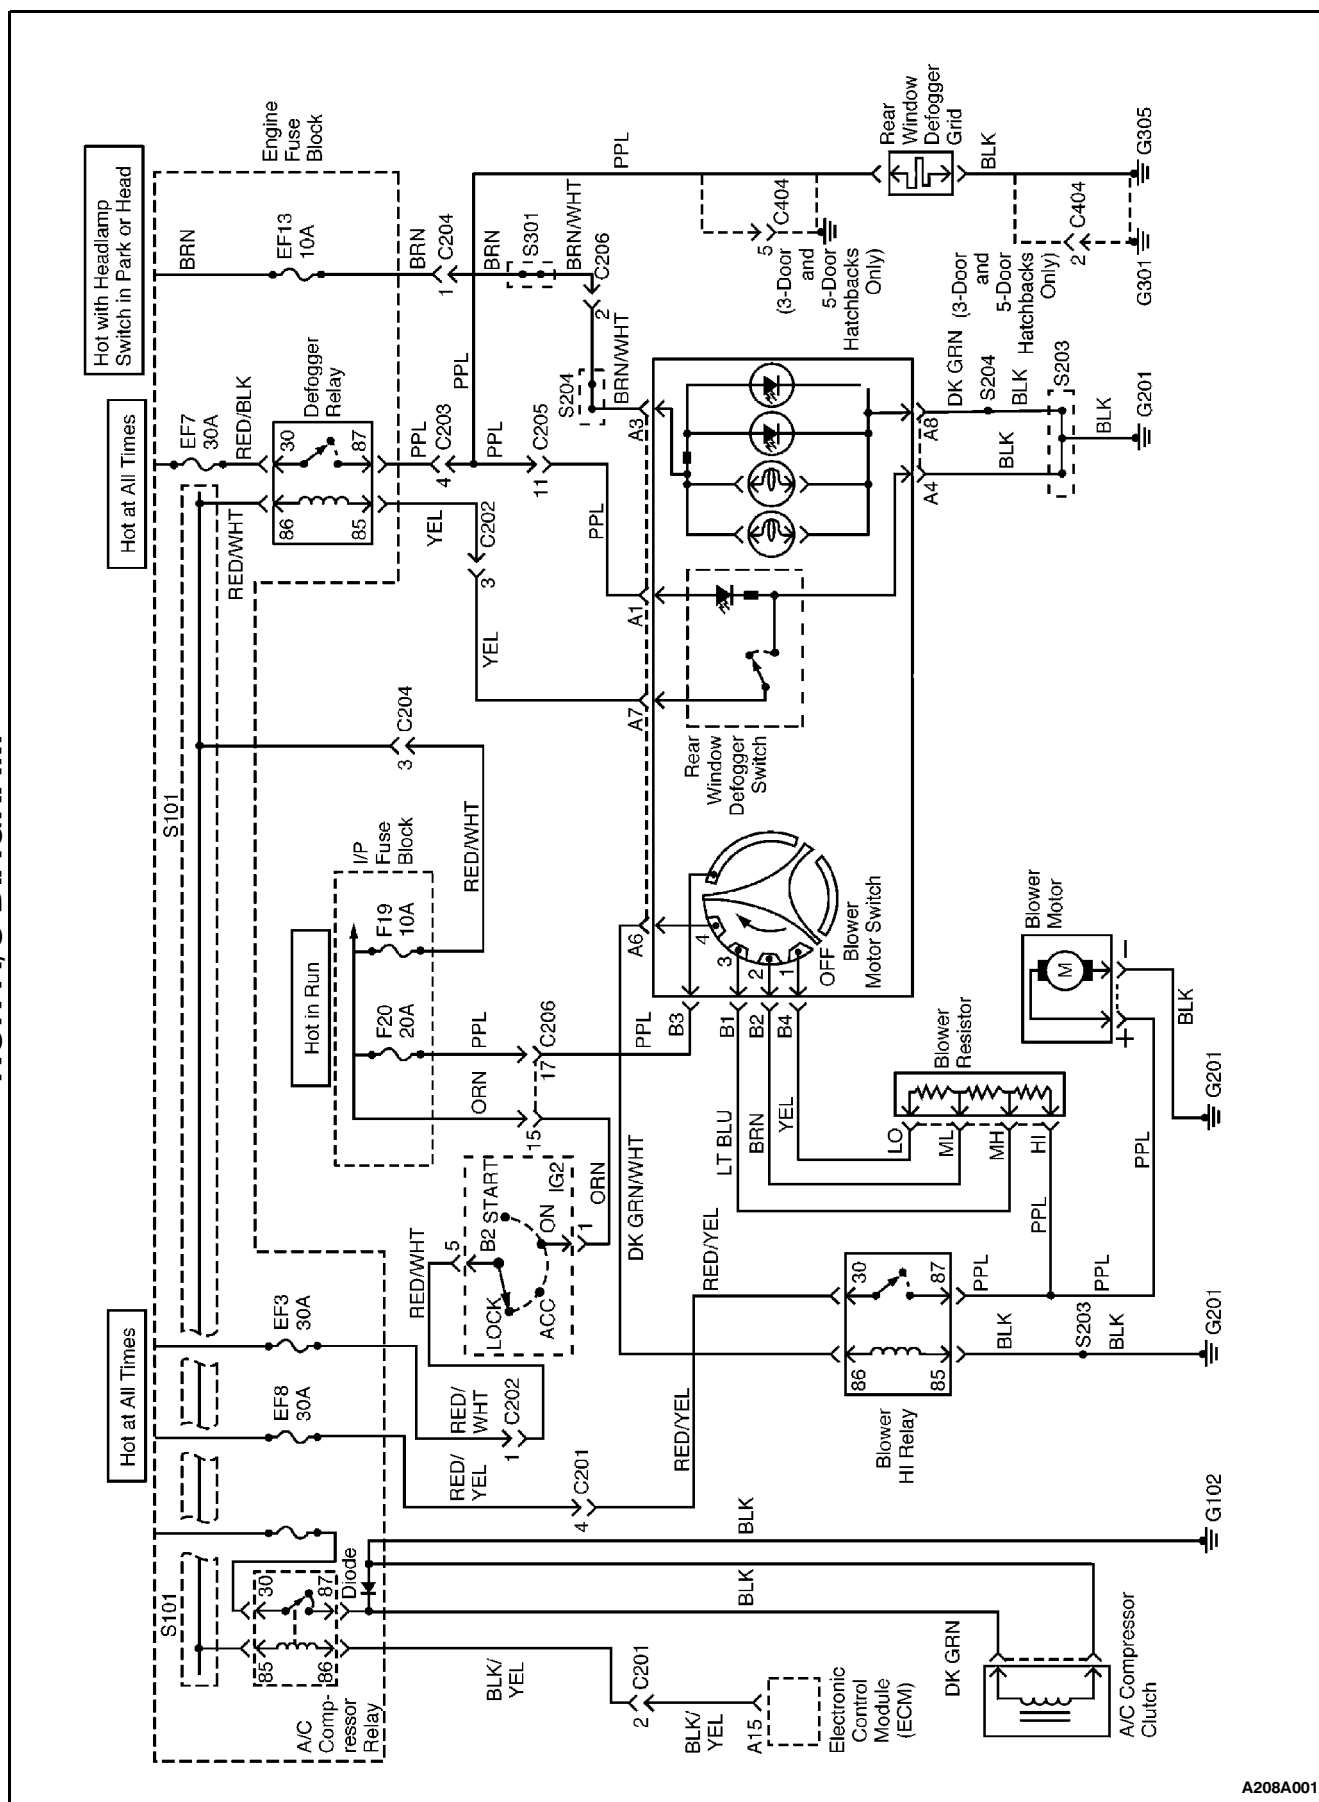 Hot with Headlamp
Switch in Park or Head
Hot at All Times
Hot at All Times
Hot in Run
Engine
Fuse
Block
BRN
EF13
10A
BRN
C204
1
BRN
S301
BRN/WHT
C206
2
BRN/WHT
S204
EF7
30A
RED/BLK
Defogger
Relay
30
87
86
85
RED/WHT
PPL
C203
4
PPL
PPL
C205
11
PPL
YEL
C202
3
YEL
PPL
Rear
Window
Defogger
Grid
BLK
G305
C404
5
(3-Door
and
5-Door
Hatchbacks
Only)
C404
2
(3-Door
and
5-Door
Hatchbacks
Only)
G301
A3
A8
A4
DK GRN
S204
BLK
BLK
S203
BLK
G201
A1
A7
Rear
Window
Defogger
Switch
S101
C204
3
RED/WHT
I/P
Fuse
Block
F19
10A
F20
20A
PPL
C206
17
ORN
15
ORN
PPL
A6
B3
B1
B2
B4
4
3
2
1
OFF
Blower
Motor Switch
LT BLU
BRN
YEL
Blower
Resistor
LO
ML
MH
HI
Blower
Motor
M
+
–
BLK
G201
PPL
PPL
EF3
30A
EF8
30A
RED/WHT
5
B2
START
LOCK
ACC
ON
IG2
1
DK GRN/WHT
RED/YEL
RED/
WHT
C202
1
RED/
YEL
C201
4
RED/YEL
30
87
86
85
Blower
HI Relay
PPL
PPL
BLK
S203
BLK
G201
S101
30
87
85
86
Diode
A/C
Comp-
ressor
Relay
BLK
G102
BLK
BLK/
YEL
C201
2
BLK/
YEL
A15
Electronic
Control
Module
(ECM)
DK GRN
A/C Compressor
Clutch
A208A001